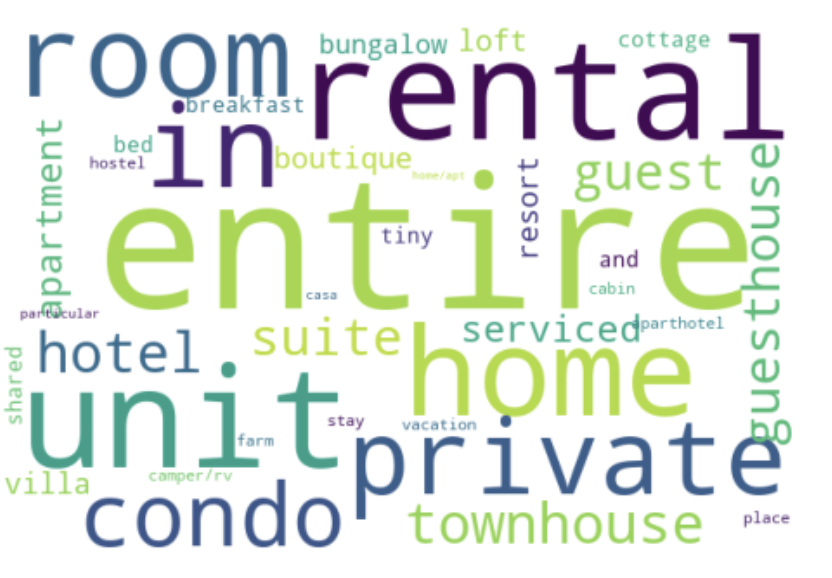 room
bungalow
loft
cottage
rental
breakfast
in
bed
hostel
boutique
home/apt
resort
guest
apartment
entire
tiny
and
cabin
casa
guesthouse
particular
hotel
suite
serviced
aparthotel
home
shared
unit
farm
stay
vacation
private
villa
camper/rv
condo
townhouse
place